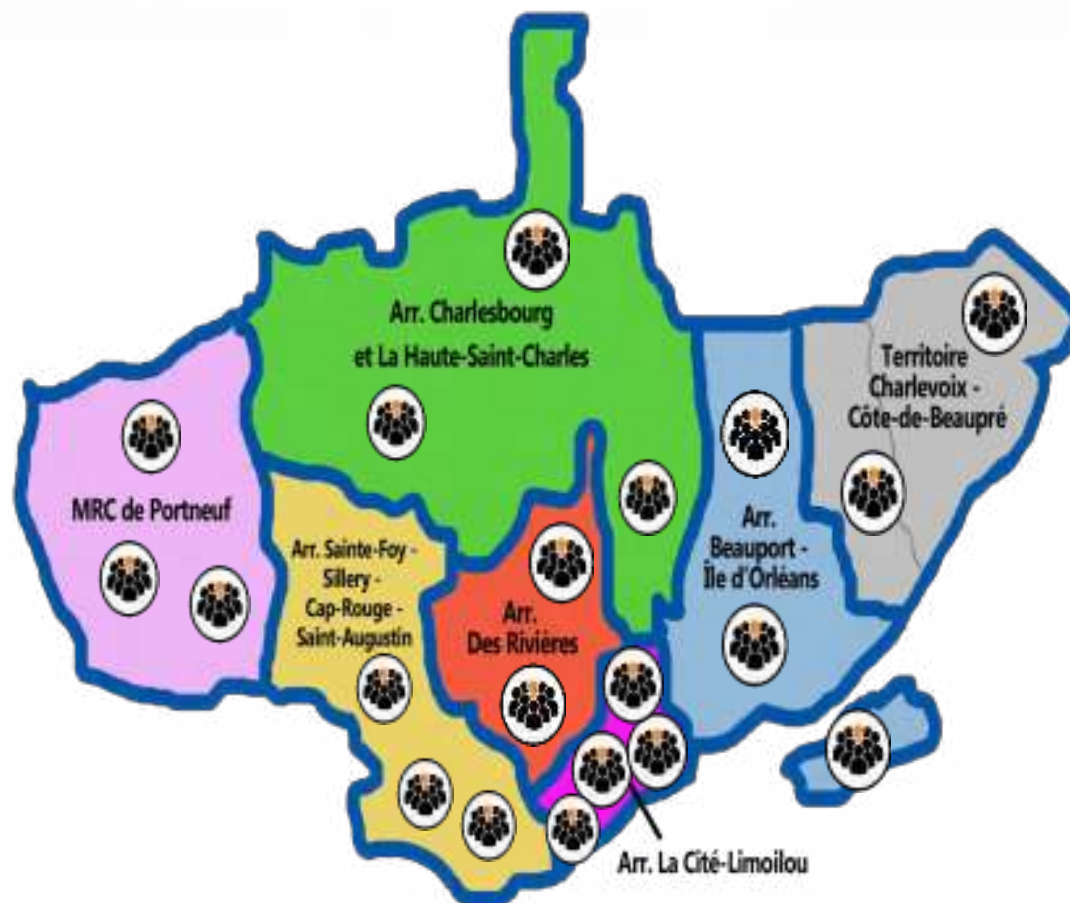 Arr. Charlesbourg
et La Haute-Saint-Charles
Territoire
Charlevoix -
Côte-de-Beaupré
MRC de Portneuf
Arr. Sainte-Foy -
Sillery -
Cap-Rouge -
Saint-Augustin
Arr.
Des Rivières
Arr.
Beauport -
Île d'Orléans
Arr. La Cité-Limoilou